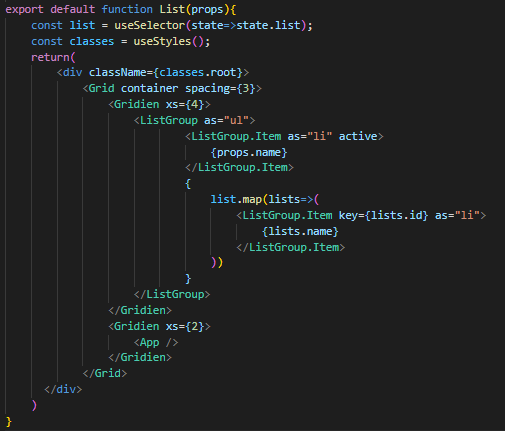 export default function List(props){
    const list = useSelector(state=>state.list);
    const classes = useStyles();
    return(
        <div className={classes.root}>
            <Grid container spacing={3}>
                <Gridien xs={4}>
                    <ListGroup as="ul">
                            <ListGroup.Item as="li" active>
                                {props.name}
                            </ListGroup.Item>
                            {
                                list.map(lists=>(
                                    <ListGroup.Item key={lists.id} as="li">
                                        {lists.name}
                                    </ListGroup.Item>
                                ))
                            }
                    </ListGroup>
                </Gridien>
                <Gridien xs={2}>
                    <App />
                </Gridien>
            </Grid>
      </div>
    )
}